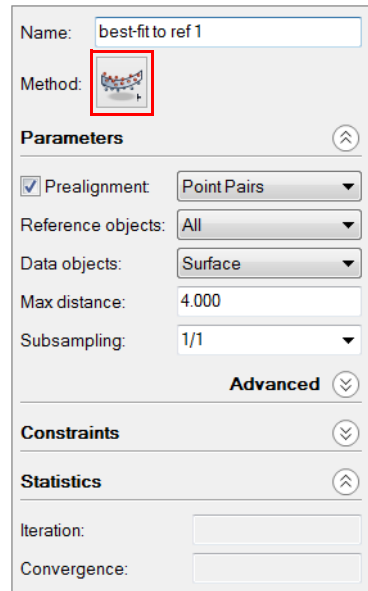 Name: best-fit to ref 1
Method:
Parameters
Prealignment: Point Pairs
Reference objects: All
Data objects: Surface
Max distance: 4.000
Subsampling: 1/1
Advanced
Constraints
Statistics
Iteration:
Convergence: